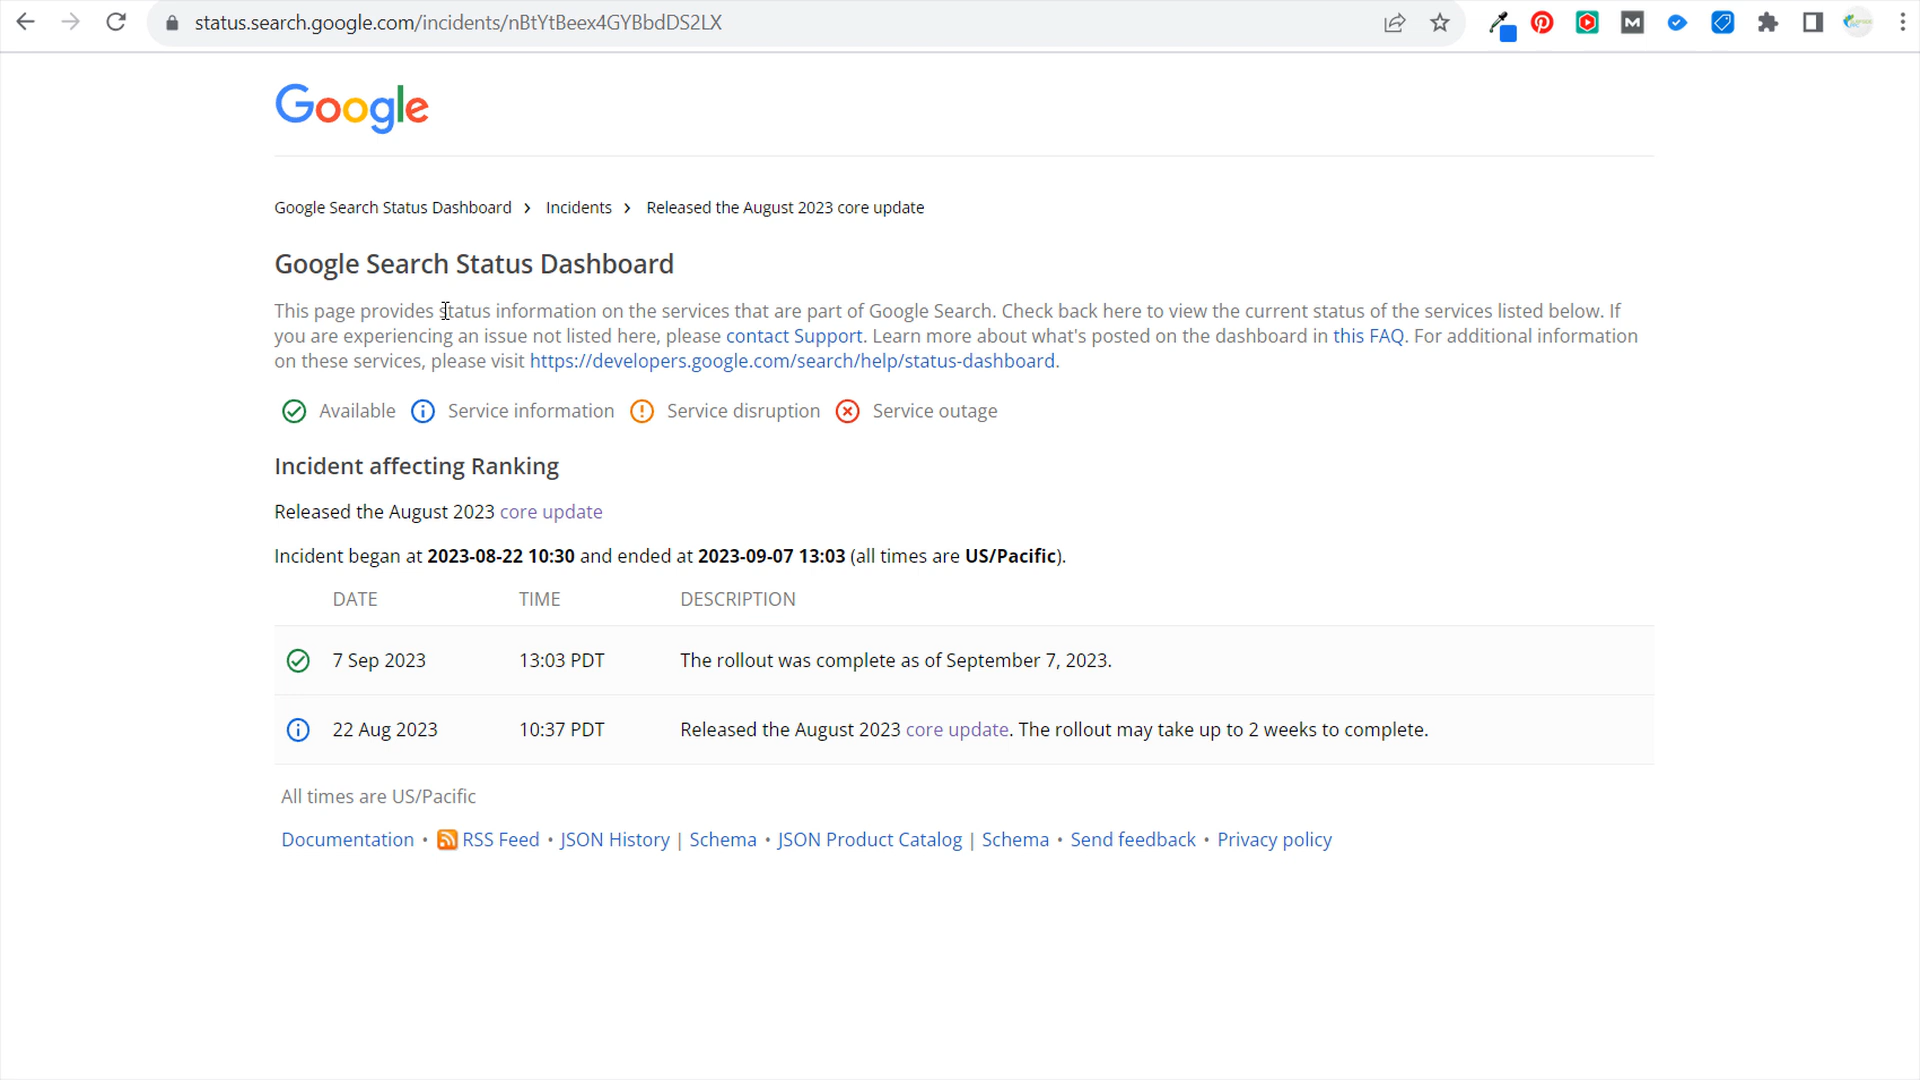 status.search.google.com/incidents/nBtYtBeex4GYBbdDS2LX
Google
Google Search Status Dashboard > Incidents > Released the August 2023 core update
Google Search Status Dashboard
This page provides status information on the services that are part of Google Search. Check back here to view the current status of the services listed below. If
you are experiencing an issue not listed here, please contact Support. Learn more about what's posted on the dashboard in this FAQ. For additional information
on these services, please visit https://developers.google.com/search/help/status-dashboard.
Available Service information Service disruption Service outage
Incident affecting Ranking
Released the August 2023 core update
Incident began at 2023-08-22 10:30 and ended at 2023-09-07 13:03 (all times are US/Pacific).
DATE TIME DESCRIPTION
7 Sep 2023 13:03 PDT The rollout was complete as of September 7, 2023.
22 Aug 2023 10:37 PDT Released the August 2023 core update. The rollout may take up to 2 weeks to complete.
All times are US/Pacific
Documentation • RSS Feed • JSON History | Schema • JSON Product Catalog | Schema • Send feedback • Privacy policy